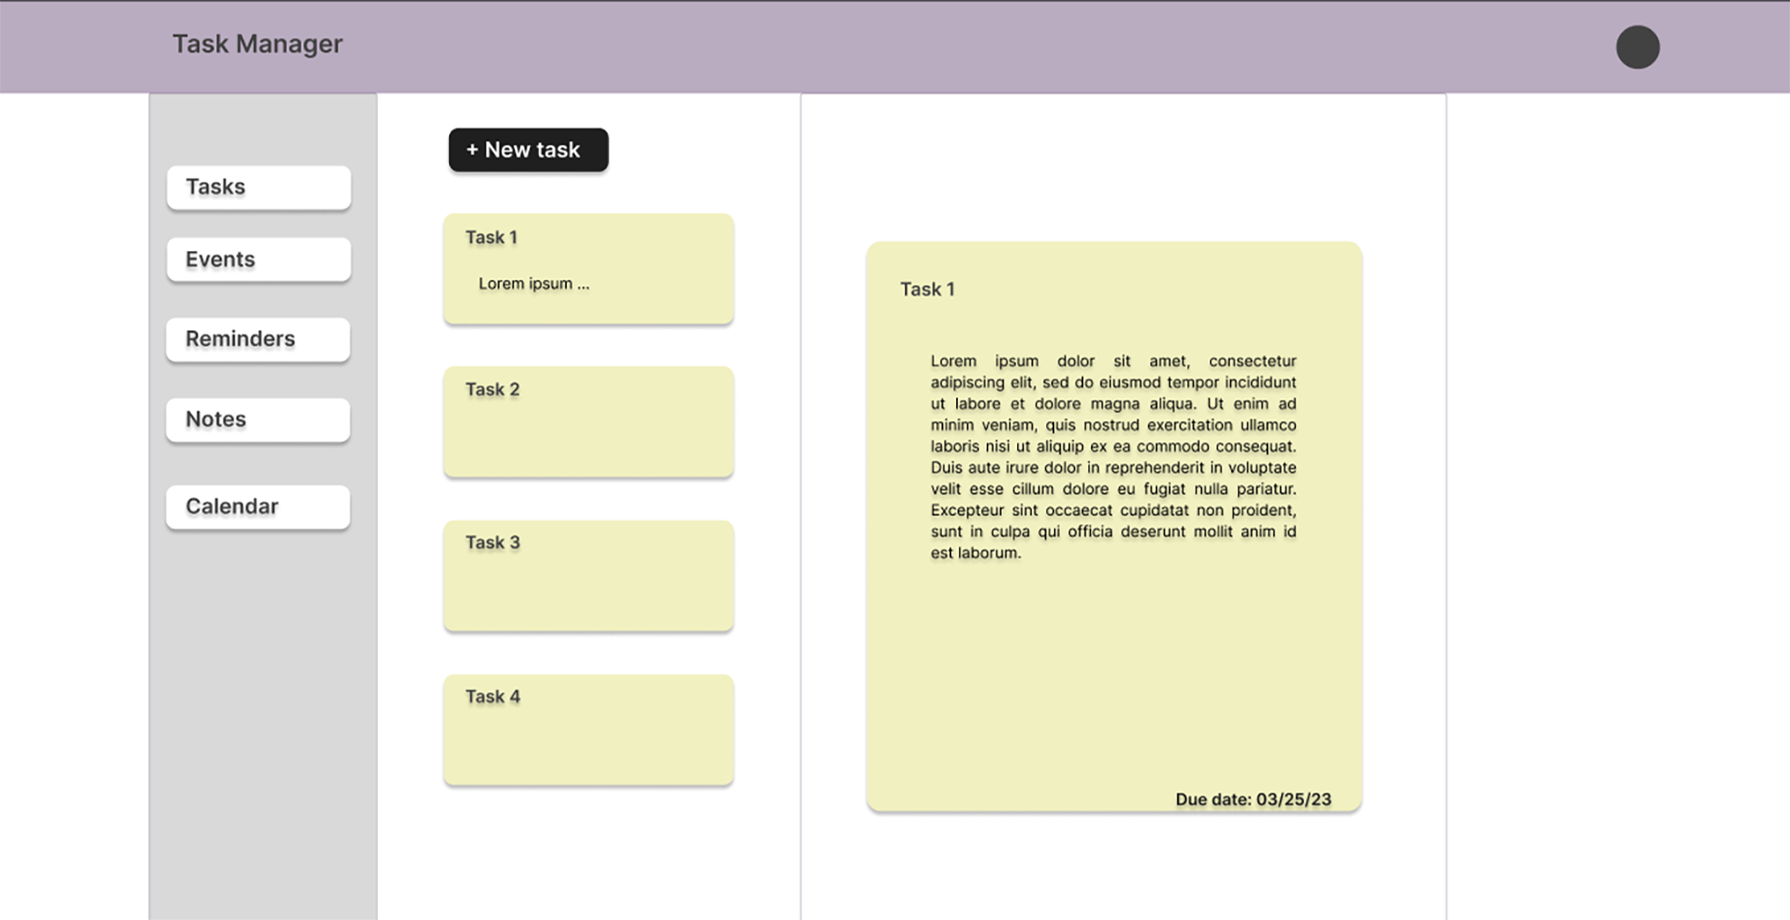 Task Manager
Tasks
Events
Reminders
Notes
Calendar
+ New task
Task 1
Lorem ipsum ...
Task 2
Task 3
Task 4
Task 1
Lorem ipsum dolor sit amet, consectetur
adipiscing elit, sed do eiusmod tempor incididunt
ut labore et dolore magna aliqua. Ut enim ad
minim veniam, quis nostrud exercitation ullamco
laboris nisi ut aliquip ex ea commodo consequat.
Duis aute irure dolor in reprehenderit in voluptate
velit esse cillum dolore eu fugiat nulla pariatur.
Excepteur sint occaecat cupidatat non proident,
sunt in culpa qui officia deserunt mollit anim id
est laborum.
Due date: 03/25/23